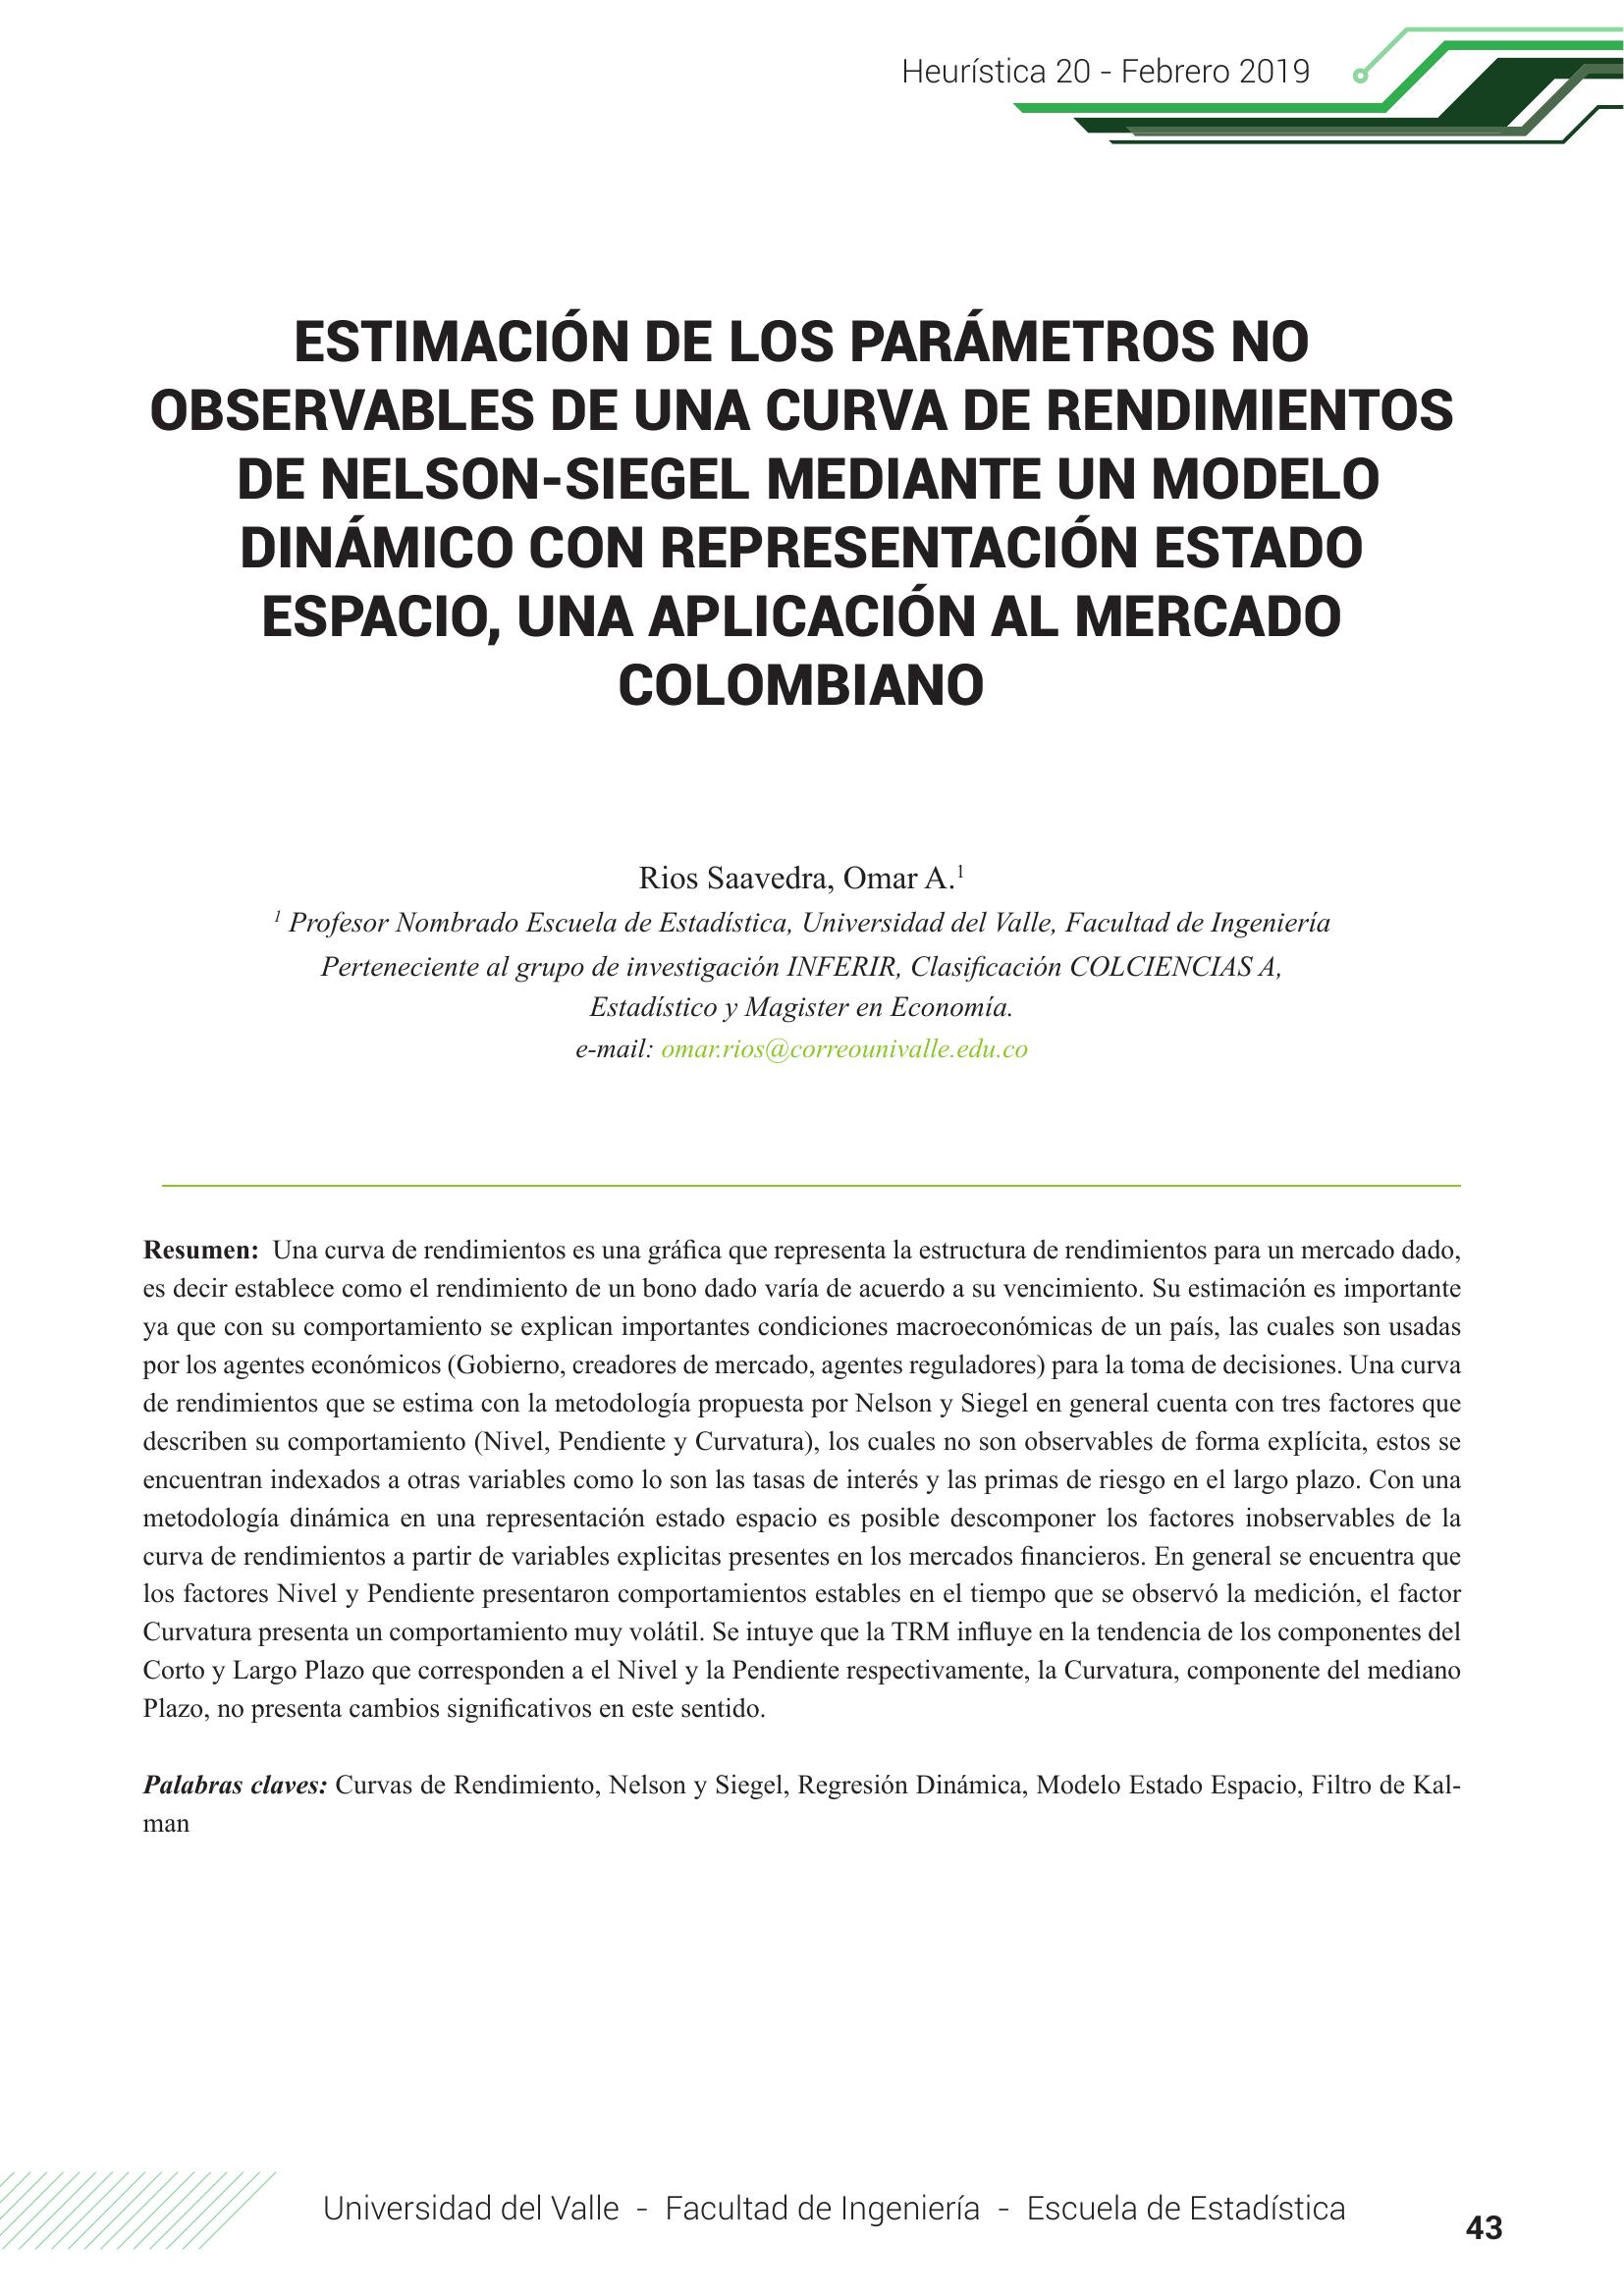 Heurística 20 - Febrero 2019
ESTIMACIÓN DE LOS PARÁMETROS NO
OBSERVABLES DE UNA CURVA DE RENDIMIENTOS
DE NELSON-SIEGEL MEDIANTE UN MODELO
DINÁMICO CON REPRESENTACIÓN ESTADO
ESPACIO, UNA APLICACIÓN AL MERCADO
COLOMBIANO
Rios Saavedra, Omar A.¹
¹ Profesor Nombrado Escuela de Estadística, Universidad del Valle, Facultad de Ingeniería
Perteneciente al grupo de investigación INFERIR, Clasificación COLCIENCIAS A,
Estadístico y Magister en Economía.
e-mail: omar.rios@correounivalle.edu.co
Resumen: Una curva de rendimientos es una gráfica que representa la estructura de rendimientos para un mercado dado,
es decir establece como el rendimiento de un bono dado varía de acuerdo a su vencimiento. Su estimación es importante
ya que con su comportamiento se explican importantes condiciones macroeconómicas de un país, las cuales son usadas
por los agentes económicos (Gobierno, creadores de mercado, agentes reguladores) para la toma de decisiones. Una curva
de rendimientos que se estima con la metodología propuesta por Nelson y Siegel en general cuenta con tres factores que
describen su comportamiento (Nivel, Pendiente y Curvatura), los cuales no son observables de forma explícita, estos se
encuentran indexados a otras variables como lo son las tasas de interés y las primas de riesgo en el largo plazo. Con una
metodología dinámica en una representación estado espacio es posible descomponer los factores inobservables de la
curva de rendimientos a partir de variables explicitas presentes en los mercados financieros. En general se encuentra que
los factores Nivel y Pendiente presentaron comportamientos estables en el tiempo que se observó la medición, el factor
Curvatura presenta un comportamiento muy volátil. Se intuye que la TRM influye en la tendencia de los componentes del
Corto y Largo Plazo que corresponden a el Nivel y la Pendiente respectivamente, la Curvatura, componente del mediano
Plazo, no presenta cambios significativos en este sentido.
Palabras claves: Curvas de Rendimiento, Nelson y Siegel, Regresión Dinámica, Modelo Estado Espacio, Filtro de Kal-
man
Universidad del Valle - Facultad de Ingeniería - Escuela de Estadística
43